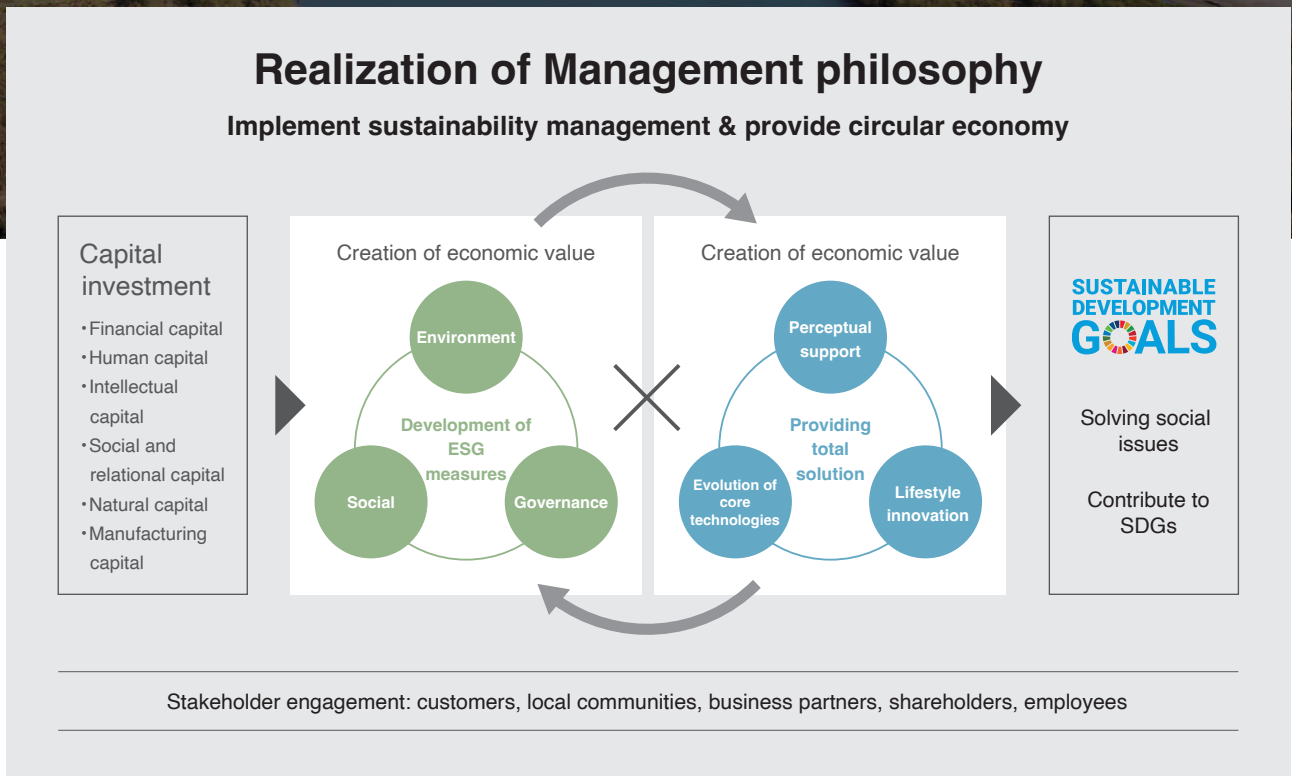 Realization of Management philosophy
Implement sustainability management & provide circular economy
Capital
investment
・Financial capital
・Human capital
・Intellectual
capital
・Social and
relational capital
・Natural capital
・Manufacturing
capital
Creation of economic value
Environment
Development of
ESG
measures
Social
Governance
Creation of economic value
Perceptual
support
Providing
total
solution
Evolution of
core
technologies
Lifestyle
innovation
SUSTAINABLE
DEVELOPMENT
GOALS
Solving social
issues
Contribute to
SDGs
Stakeholder engagement: customers, local communities, business partners, shareholders, employees